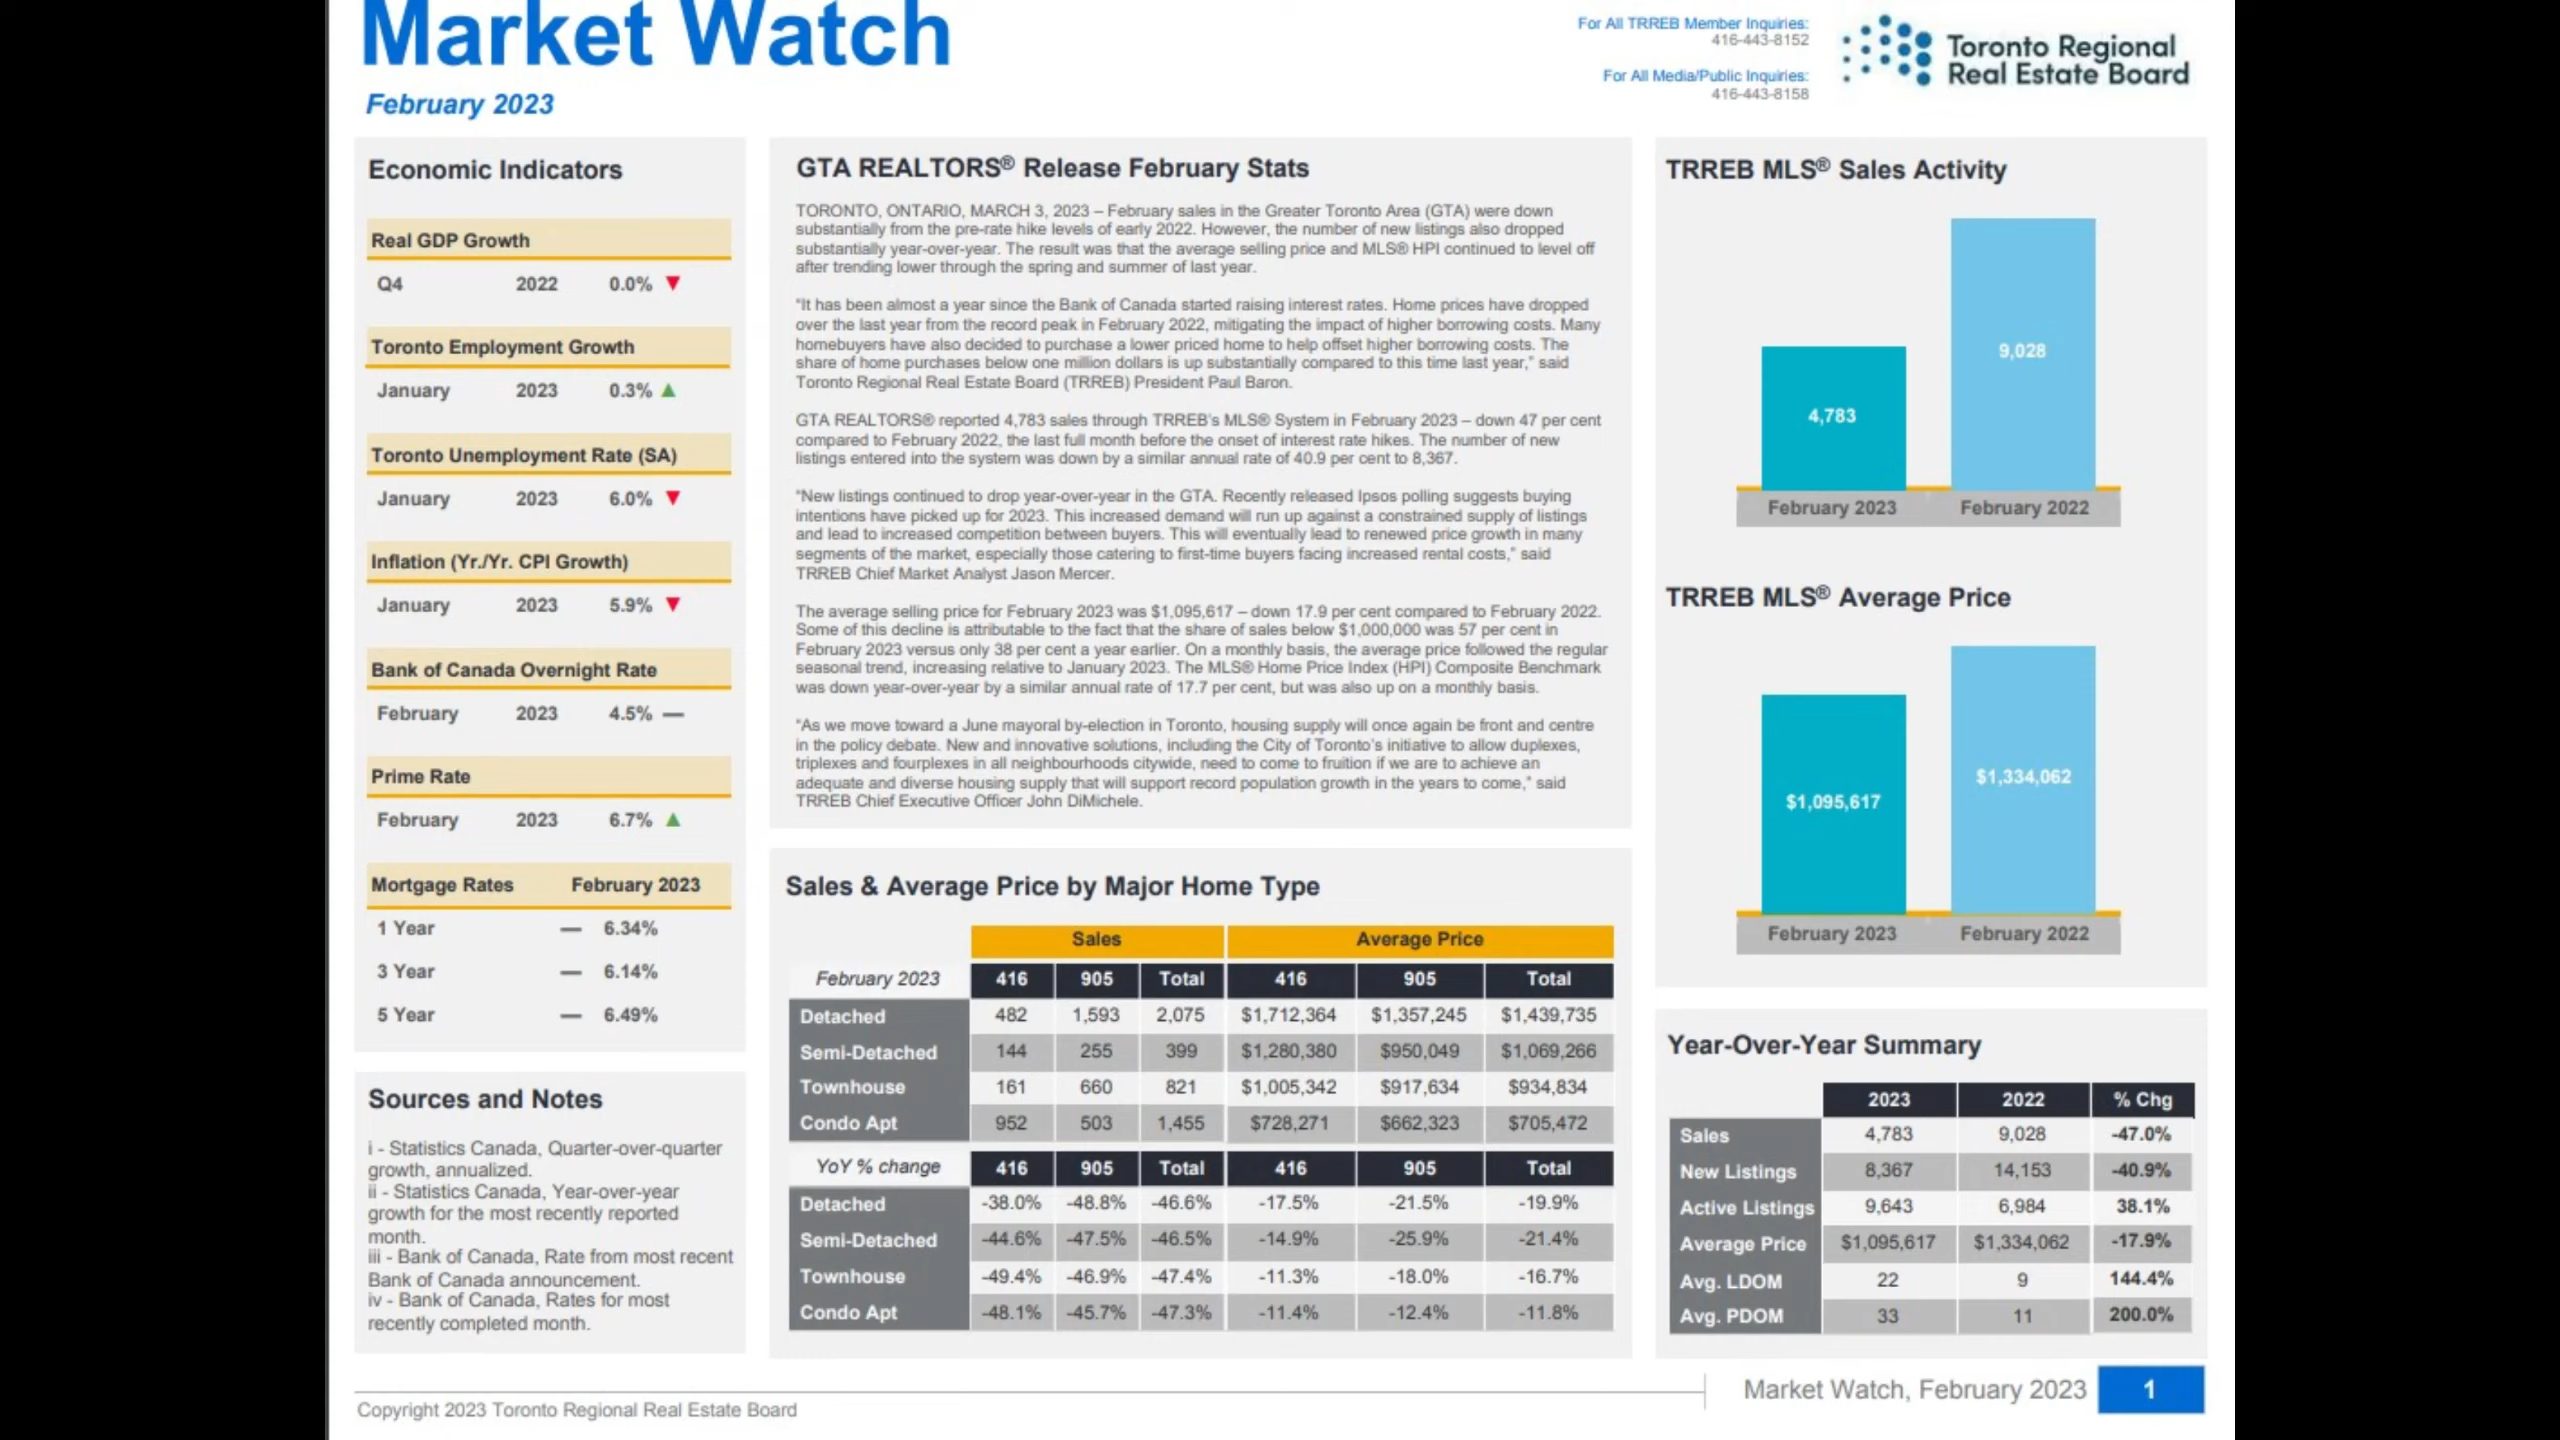 Market Watch
February 2023
For All TRREB Member Inquiries:
416-443-8152
For All Media/Public Inquiries:
416-443-8158
Toronto Regional
Real Estate Board
Economic Indicators
Real GDP Growth
Q4 2022 0.0% ▼
Toronto Employment Growth
January 2023 0.3% ▲
Toronto Unemployment Rate (SA)
January 2023 6.0% ▼
Inflation (Yr./Yr. CPI Growth)
January 2023 5.9% ▼
Bank of Canada Overnight Rate
February 2023 4.5% —
Prime Rate
February 2023 6.7% ▲
Mortgage Rates February 2023
1 Year — 6.34%
3 Year — 6.14%
5 Year — 6.49%
Sources and Notes
i - Statistics Canada, Quarter-over-quarter
growth, annualized.
ii - Statistics Canada, Year-over-year
growth for the most recently reported
month.
iii - Bank of Canada, Rate from most recent
Bank of Canada announcement.
iv - Bank of Canada, Rates for most
recently completed month.
GTA REALTORS® Release February Stats
TORONTO, ONTARIO, MARCH 3, 2023 – February sales in the Greater Toronto Area (GTA) were down
substantially from the pre-rate hike levels of early 2022. However, the number of new listings also dropped
substantially year-over-year. The result was that the average selling price and MLS® HPI continued to level off
after trending lower through the spring and summer of last year.
“It has been almost a year since the Bank of Canada started raising interest rates. Home prices have dropped
over the last year from the record peak in February 2022, mitigating the impact of higher borrowing costs. Many
homebuyers have also decided to purchase a lower priced home to help offset higher borrowing costs. The
share of home purchases below one million dollars is up substantially compared to this time last year,” said
Toronto Regional Real Estate Board (TRREB) President Paul Baron.
GTA REALTORS® reported 4,783 sales through TRREB’s MLS® System in February 2023 – down 47 per cent
compared to February 2022, the last full month before the onset of interest rate hikes. The number of new
listings entered into the system was down by a similar annual rate of 40.9 per cent to 8,367.
“New listings continued to drop year-over-year in the GTA. Recently released Ipsos polling suggests buying
intentions have picked up for 2023. This increased demand will run up against a constrained supply of listings
and lead to increased competition between buyers. This will eventually lead to renewed price growth in many
segments of the market, especially those catering to first-time buyers facing increased rental costs,” said
TRREB Chief Market Analyst Jason Mercer.
The average selling price for February 2023 was $1,095,617 – down 17.9 per cent compared to February 2022.
Some of this decline is attributable to the fact that the share of sales below $1,000,000 was 57 per cent in
February 2023 versus only 38 per cent a year earlier. On a monthly basis, the average price followed the regular
seasonal trend, increasing relative to January 2023. The MLS® Home Price Index (HPI) Composite Benchmark
was down year-over-year by a similar annual rate of 17.7 per cent, but was also up on a monthly basis.
“As we move toward a June mayoral by-election in Toronto, housing supply will once again be front and centre
in the policy debate. New and innovative solutions, including the City of Toronto’s initiative to allow duplexes,
triplexes and fourplexes in all neighbourhoods citywide, need to come to fruition if we are to achieve an
adequate and diverse housing supply that will support record population growth in the years to come,” said
TRREB Chief Executive Officer John DiMichele.
Sales & Average Price by Major Home Type
Sales Average Price
February 2023 416 905 Total 416 905 Total
Detached 482 1,593 2,075 $1,712,364 $1,357,245 $1,439,735
Semi-Detached 144 255 399 $1,280,380 $950,049 $1,069,266
Townhouse 161 660 821 $1,005,342 $917,634 $934,834
Condo Apt 952 503 1,455 $728,271 $662,323 $705,472
YoY % change 416 905 Total 416 905 Total
Detached -38.0% -48.8% -46.6% -17.5% -21.5% -19.9%
Semi-Detached -44.6% -47.5% -46.5% -14.9% -25.9% -21.4%
Townhouse -49.4% -46.9% -47.4% -11.3% -18.0% -16.7%
Condo Apt -48.1% -45.7% -47.3% -11.4% -12.4% -11.8%
TRREB MLS® Sales Activity
4,783 9,028
February 2023 February 2022
TRREB MLS® Average Price
$1,095,617 $1,334,062
February 2023 February 2022
Year-Over-Year Summary
2023 2022 % Chg
Sales 4,783 9,028 -47.0%
New Listings 8,367 14,153 -40.9%
Active Listings 9,643 6,984 38.1%
Average Price $1,095,617 $1,334,062 -17.9%
Avg. LDOM 22 9 144.4%
Avg. PDOM 33 11 200.0%
Market Watch, February 2023 1
Copyright 2023 Toronto Regional Real Estate Board